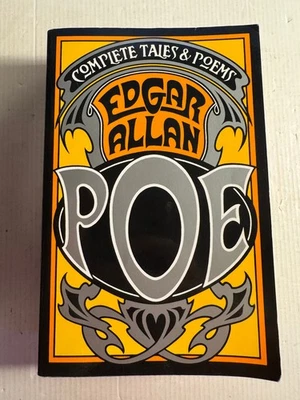 COMPLETE TALES & POEMS
EDGAR
ALLAN
POE